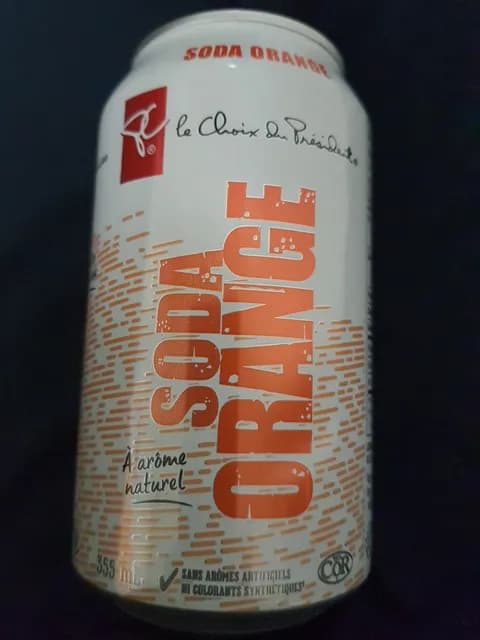 SODA ORANGE
PC®
le Choix du Président
SODA
ORANGE
À arôme
naturel
355 mL
✓ SANS ARÔMES ARTIFICIELS
NI COLORANTS SYNTHÉTIQUES
COR